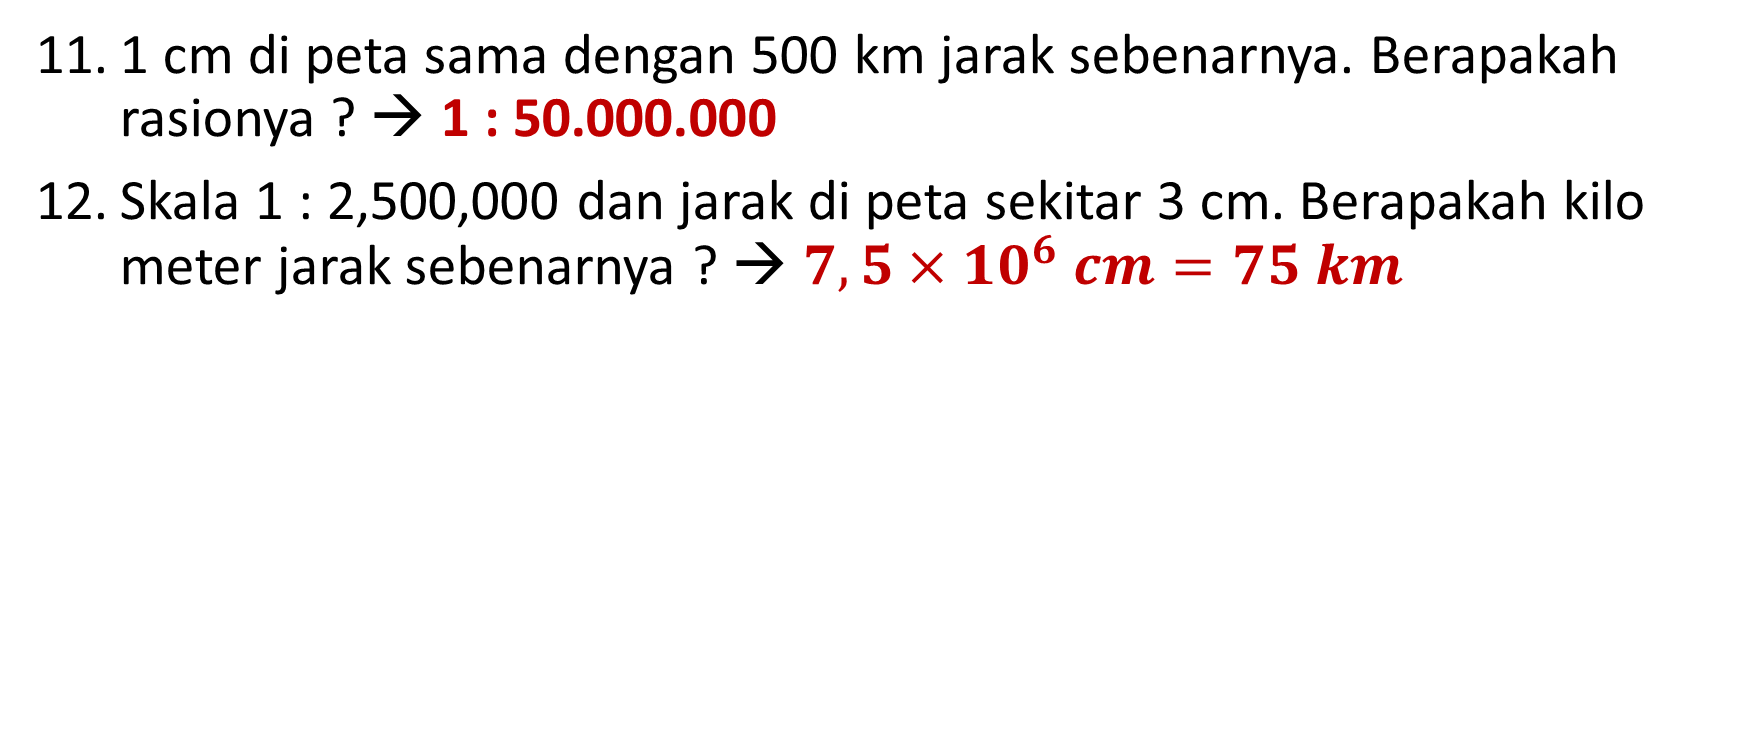 11. 1 cm di peta sama dengan 500 km jarak sebenarnya. Berapakah
rasionya ? → 1 : 50.000.000
12. Skala 1 : 2,500,000 dan jarak di peta sekitar 3 cm. Berapakah kilo
meter jarak sebenarnya ? → 7, 5 × 10⁶ cm = 75 km